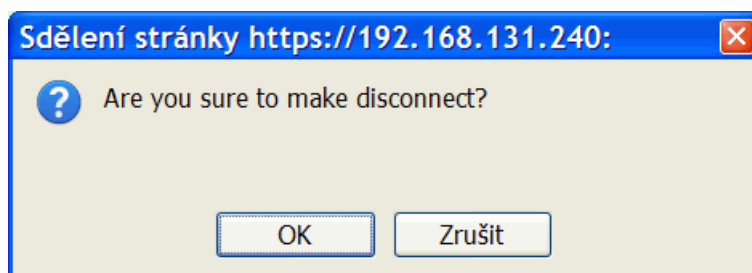 Sdělení stránky https://192.168.131.240:
Are you sure to make disconnect?
OK
Zrušit